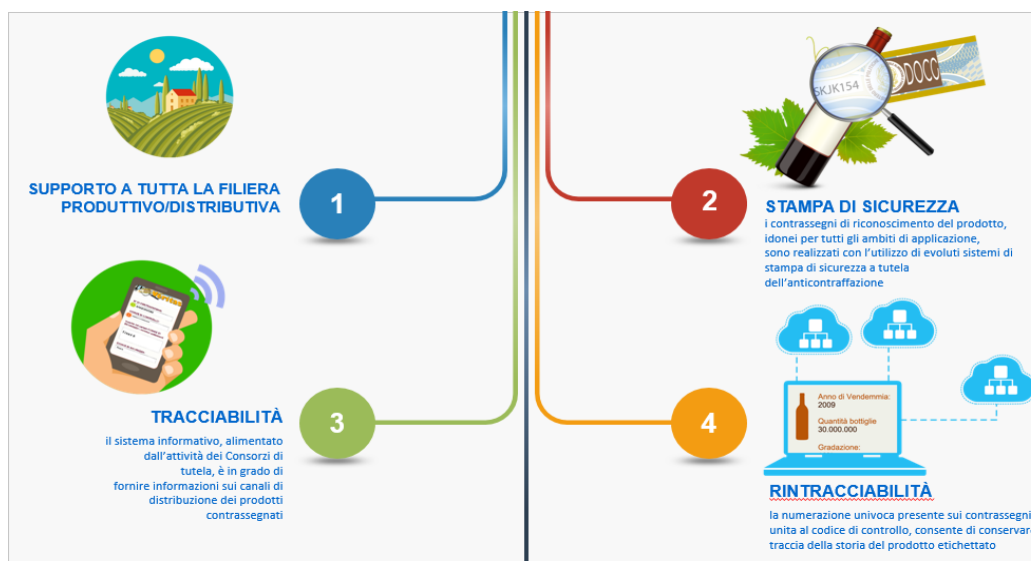 SUPPORTO A TUTTA LA FILIERA
PRODUTTIVO/DISTRIBUTIVA
1
SKJK154
DOCG
2
STAMPA DI SICUREZZA
i contrassegni di riconoscimento del prodotto,
idonei per tutti gli ambiti di applicazione,
sono realizzati con l'utilizzo di evoluti sistemi di
stampa di sicurezza a tutela
dell'anticontraffazione
TRACCIABILITÀ
3
il sistema informativo, alimentato
dall'attività dei Consorzi di
tutela, è in grado di
fornire informazioni sui canali di
distribuzione dei prodotti
contrassegnati
4
Anno di Vendemmia:
2009
Quantità bottiglie
30.000.000
Gradazione:
RINTRACCIABILITÀ
la numerazione univoca presente sui contrassegni
unita al codice di controllo, consente di conservare
traccia della storia del prodotto etichettato